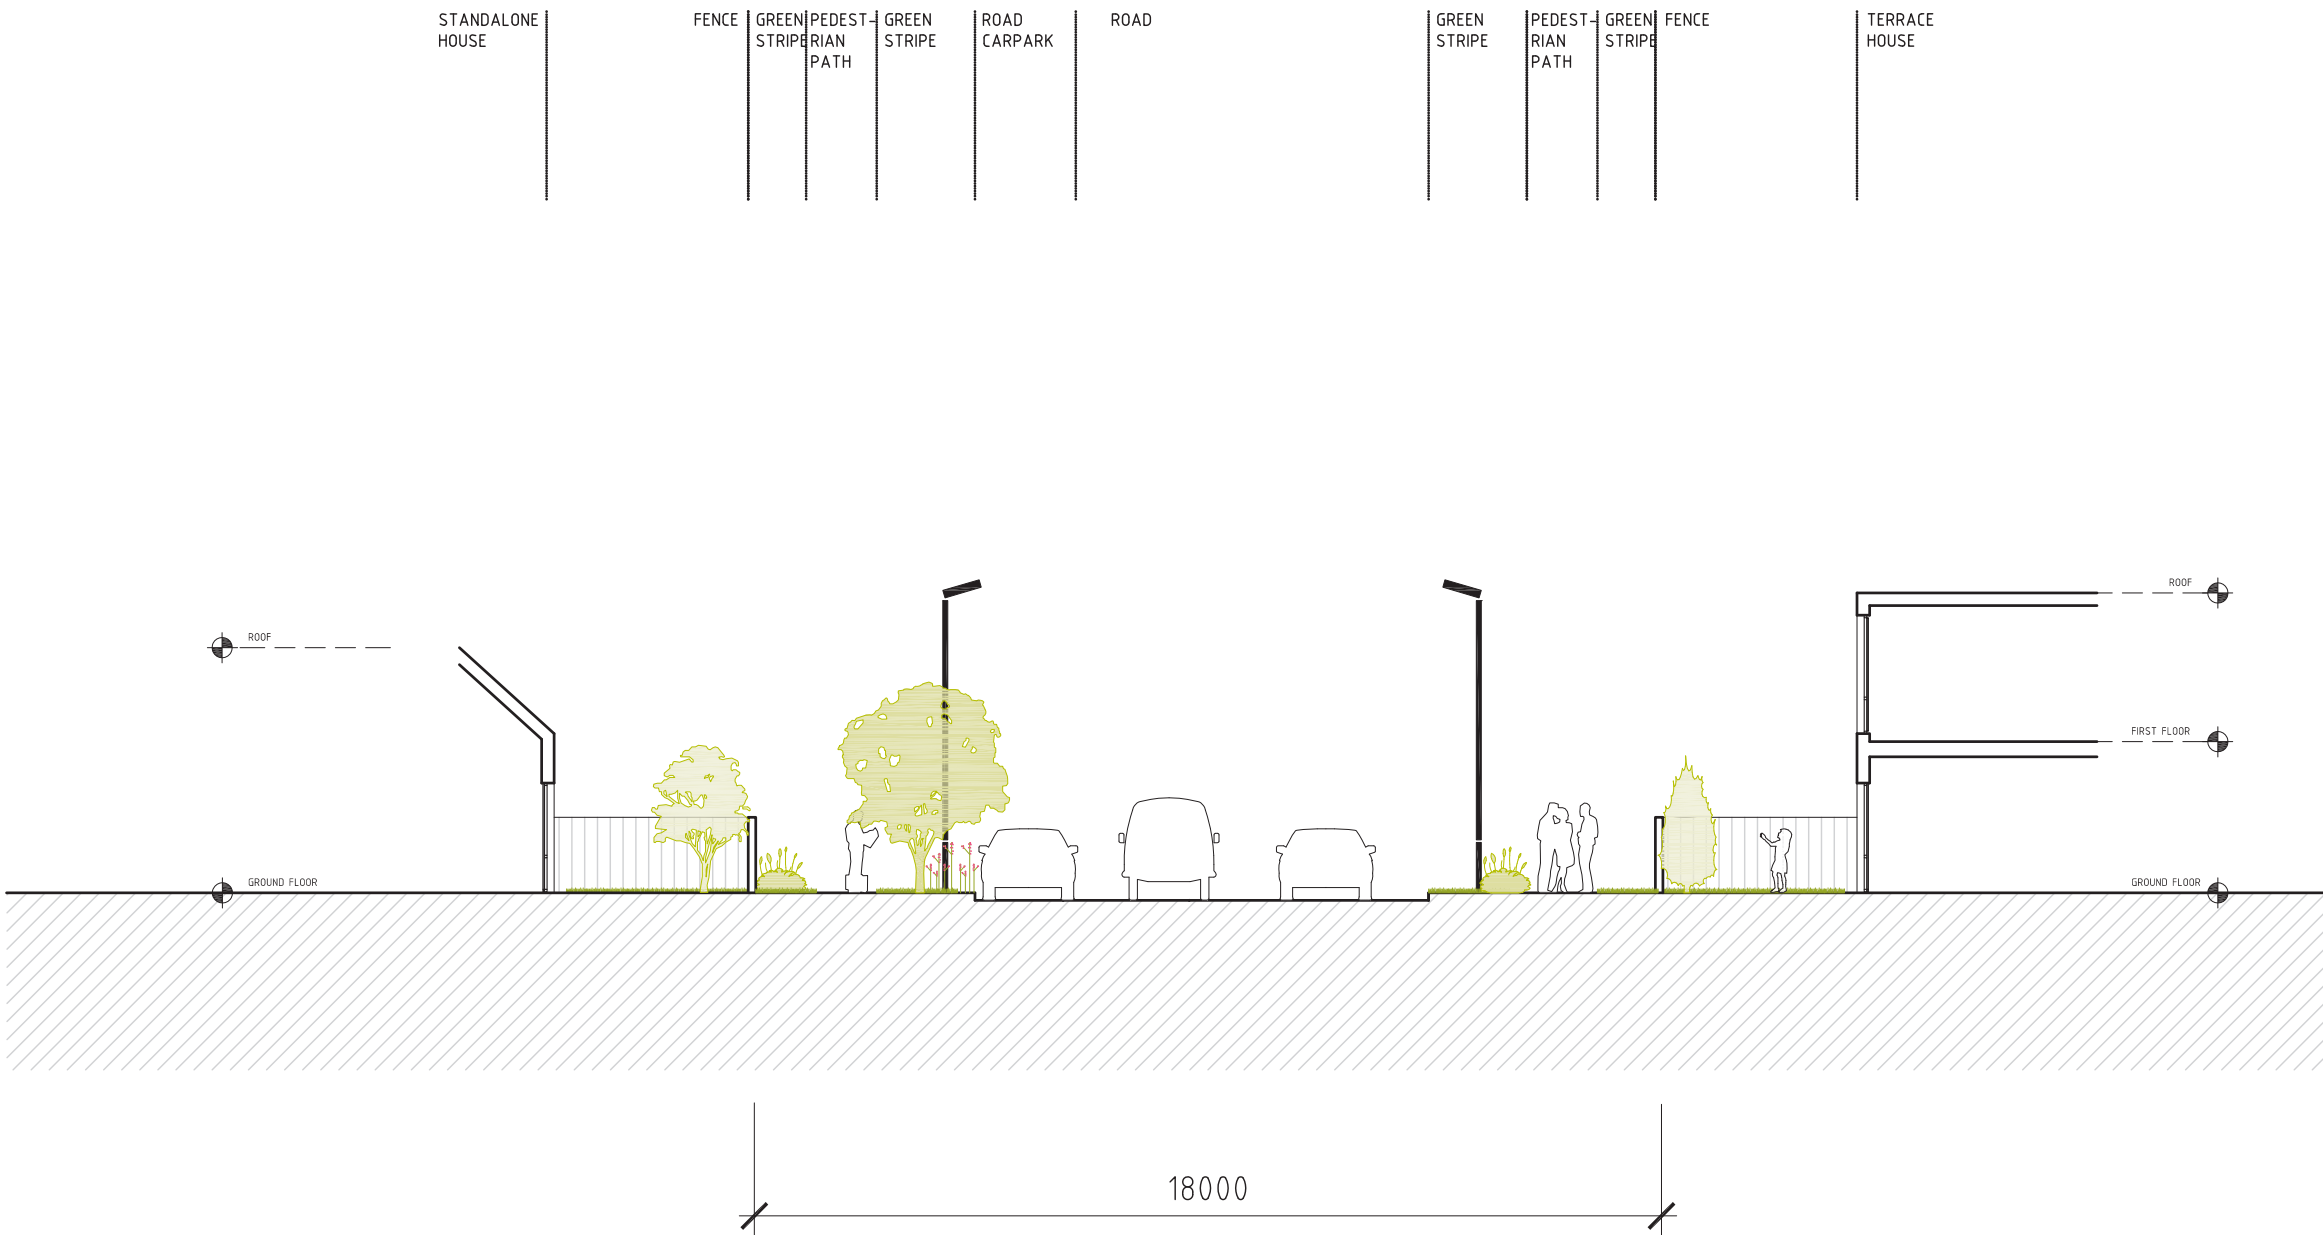 STANDALONE
HOUSE
FENCE
GREEN
STRIPE
PEDEST-
RIAN
PATH
GREEN
STRIPE
ROAD
CARPARK
ROAD
GREEN
STRIPE
PEDEST-
RIAN
PATH
GREEN
STRIPE
FENCE
TERRACE
HOUSE
ROOF
ROOF
FIRST FLOOR
GROUND FLOOR
GROUND FLOOR
18000